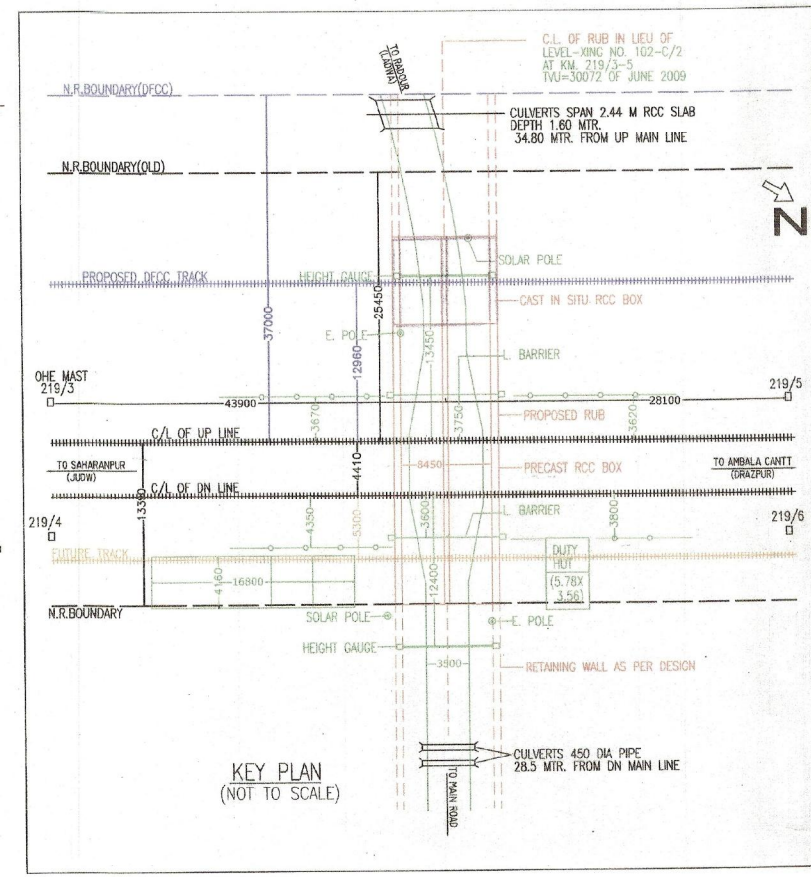 C.L. OF RUB IN LIEU OF
LEVEL-XING NO. 102-C/2
AT KM. 219/3-5
TVU=30072 OF JUNE 2009
TO RADOUR
(LADWA)
N.R.BOUNDARY(DFCC)
CULVERTS SPAN 2.44 M RCC SLAB
DEPTH 1.60 MTR.
34.80 MTR. FROM UP MAIN LINE
N.R.BOUNDARY(OLD)
N
SOLAR POLE
PROPOSED DFCC TRACK
HEIGHT GAUGE
CAST IN SITU RCC BOX
37000
25450
12960
13450
E. POLE
L. BARRIER
OHE MAST
219/3
219/5
43900
28100
3670
3750
3620
PROPOSED RUB
C/L OF UP LINE
TO SAHARANPUR
(JUDW)
4410
8450
PRECAST RCC BOX
TO AMBALA CANTT
(DRAZPUR)
C/L OF DN LINE
219/4
4350
5300
3600
L. BARRIER
3800
219/6
FUTURE TRACK
DUTY
HUT
(5.78X
3.56)
16800
4160
12400
N.R.BOUNDARY
SOLAR POLE
E. POLE
HEIGHT GAUGE
RETAINING WALL AS PER DESIGN
CULVERTS 450 DIA PIPE
28.5 MTR. FROM DN MAIN LINE
KEY PLAN
(NOT TO SCALE)
TO MAIN ROAD